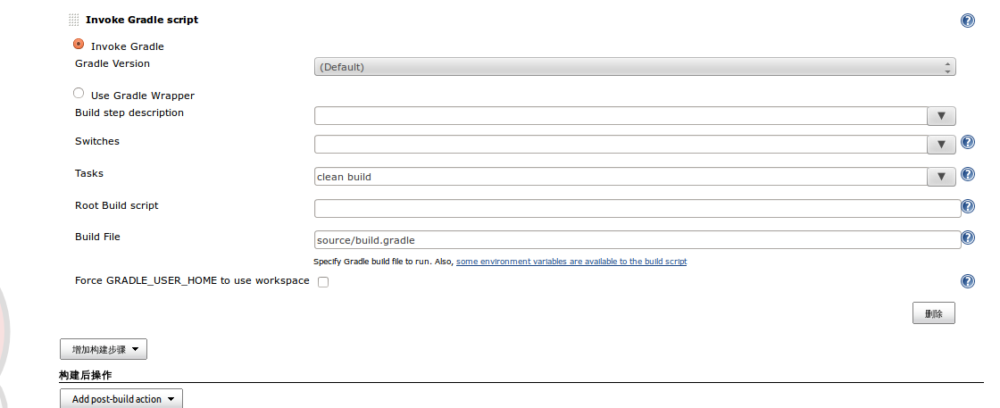 Invoke Gradle script
Invoke Gradle
Gradle Version
(Default)
Use Gradle Wrapper
Build step description
Switches
Tasks
clean build
Root Build script
Build File
source/build.gradle
Specify Gradle build file to run. Also, some environment variables are available to the build script
Force GRADLE_USER_HOME to use workspace
删除
增加构建步骤
构建后操作
Add post-build action